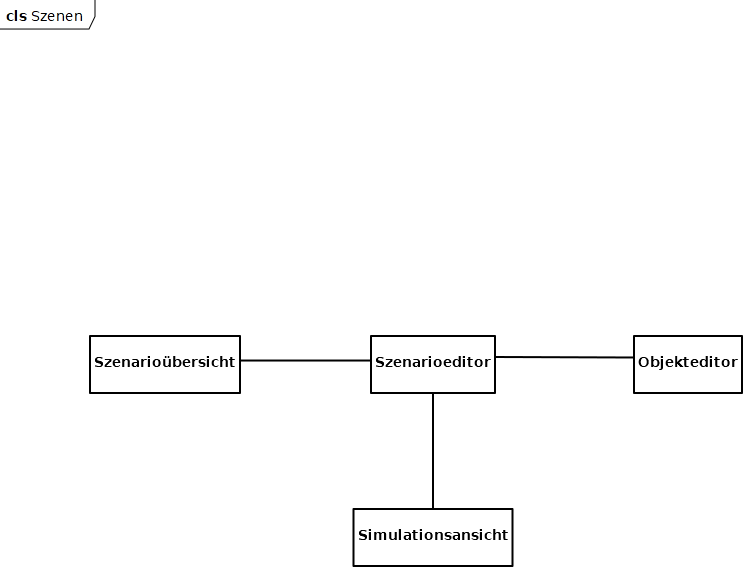 cls Szenen
Szenarioübersicht
Szenarioeditor
Objekteditor
Simulationsansicht